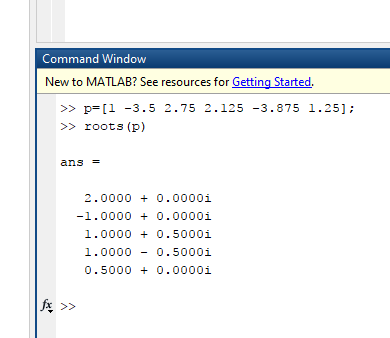 Command Window
New to MATLAB? See resources for Getting Started.
>> p=[1 -3.5 2.75 2.125 -3.875 1.25];
>> roots(p)
ans =
2.0000 + 0.0000i
-1.0000 + 0.0000i
1.0000 + 0.5000i
1.0000 - 0.5000i
0.5000 + 0.0000i
fx >>